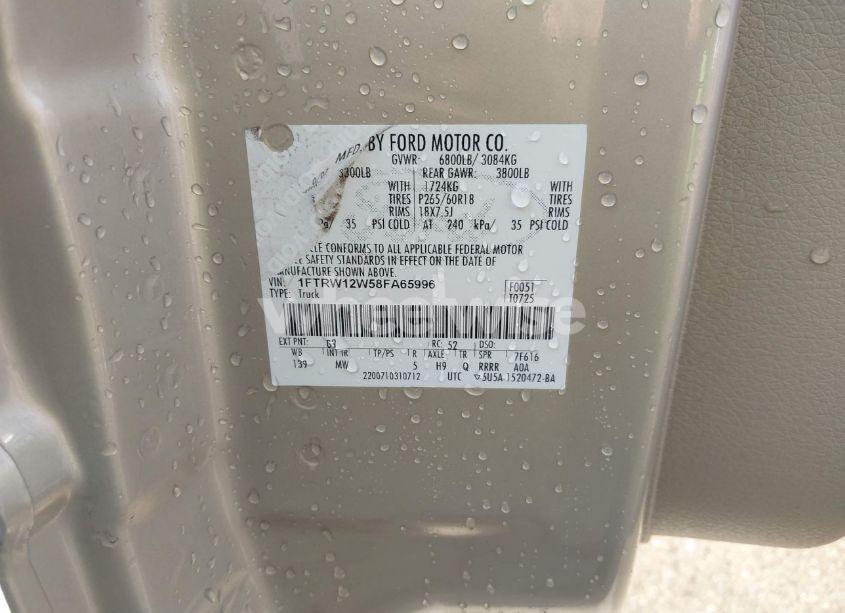 MFD. BY FORD MOTOR CO.
GVWR: 6800LB/ 3084KG
3300LB REAR GAWR: 3800LB
WITH 1724KG WITH
TIRES P265/60R18 TIRES
RIMS 18X7.5J RIMS
kPa/ 35 PSI COLD AT 240 kPa/ 35 PSI COLD
CONFORMS TO ALL APPLICABLE FEDERAL MOTOR
SAFETY STANDARDS IN EFFECT ON THE DATE OF
MANUFACTURE SHOWN ABOVE.
VIN: 1FTRW12W58FA65996 F0051
TYPE: Truck T0725
wheelwise
EXT PNT: G3 RC: 52 DSO:
WB INT TR TP/PS R AXLE TR SPR 7F616
139 MW 5 H9 Q RRRR A0A
2200710310712 UTC 5U5A-1520472-BA